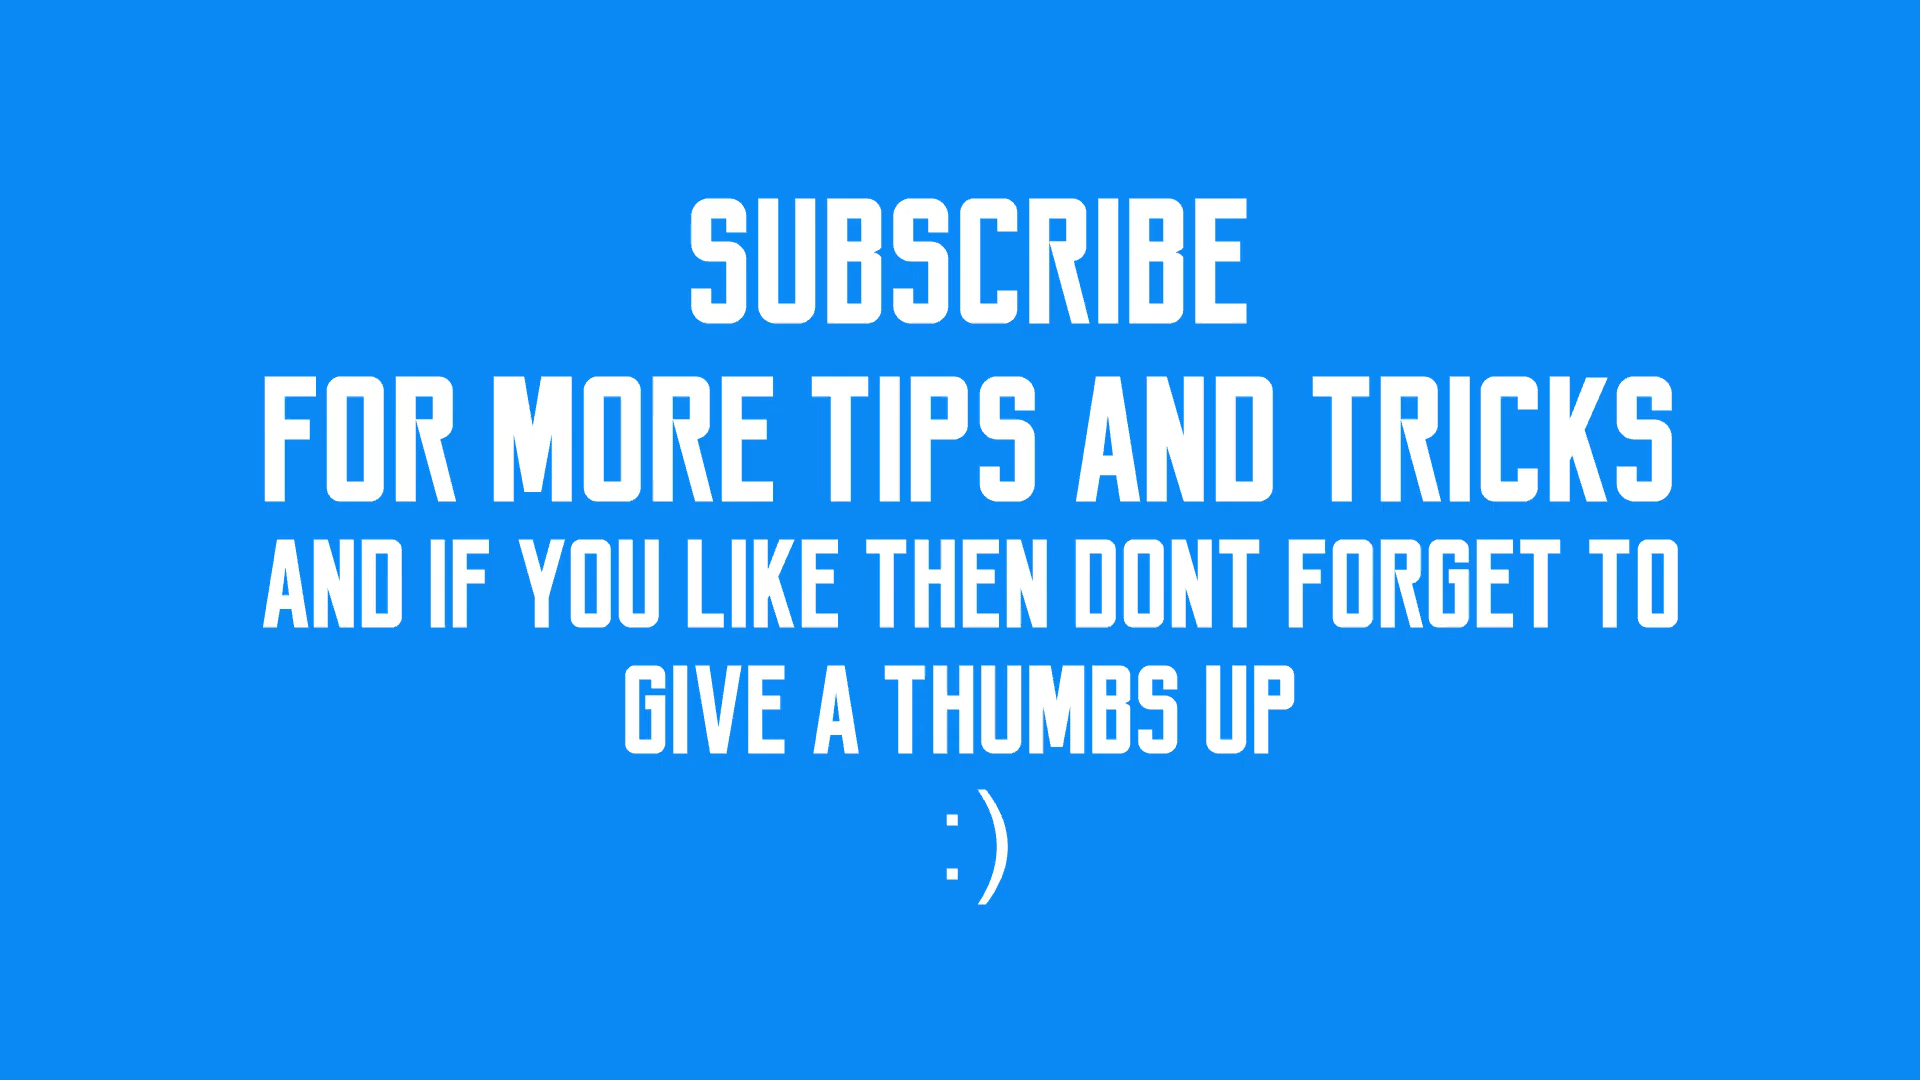 SUBSCRIBE
FOR MORE TIPS AND TRICKS
AND IF YOU LIKE THEN DONT FORGET TO
GIVE A THUMBS UP
:)